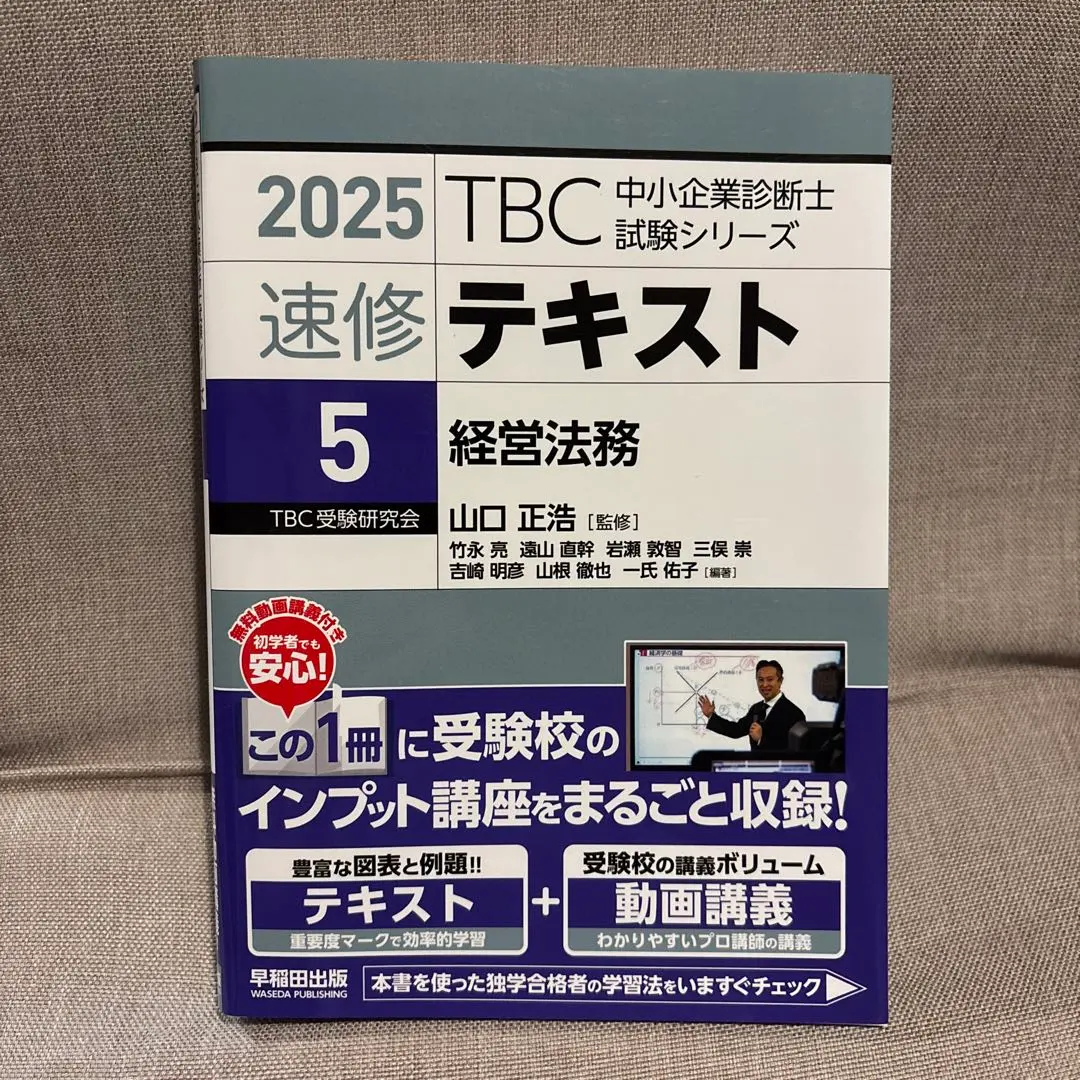 2025
TBC
中小企業診断士
試験シリーズ
速修
テキスト
5
経営法務
TBC受験研究会
山口 正浩 [監修]
竹永 亮 遠山 直幹 岩瀬 敦智 三俣 崇
吉崎 明彦 山根 徹也 一氏 佑子 [編著]
無料動画講義付き
初学者でも
安心!
経済学の基礎
この1冊に受験校の
インプット講座をまるごと収録!
豊富な図表と例題!!
テキスト
重要度マークで効率的学習
+
受験校の講義ボリューム
動画講義
わかりやすいプロ講師の講義
早稲田出版
WASEDA PUBLISHING
本書を使った独学合格者の学習法をいますぐチェック